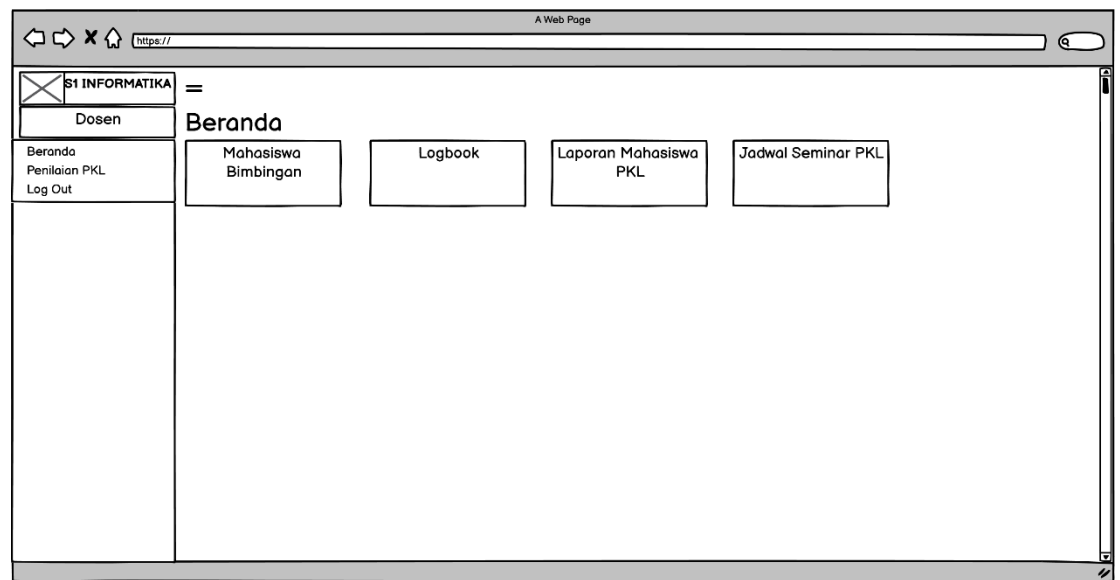 A Web Page
https://
S1 INFORMATIKA
Dosen
Beranda
Penilaian PKL
Log Out
Beranda
Mahasiswa
Bimbingan
Logbook
Laporan Mahasiswa
PKL
Jadwal Seminar PKL